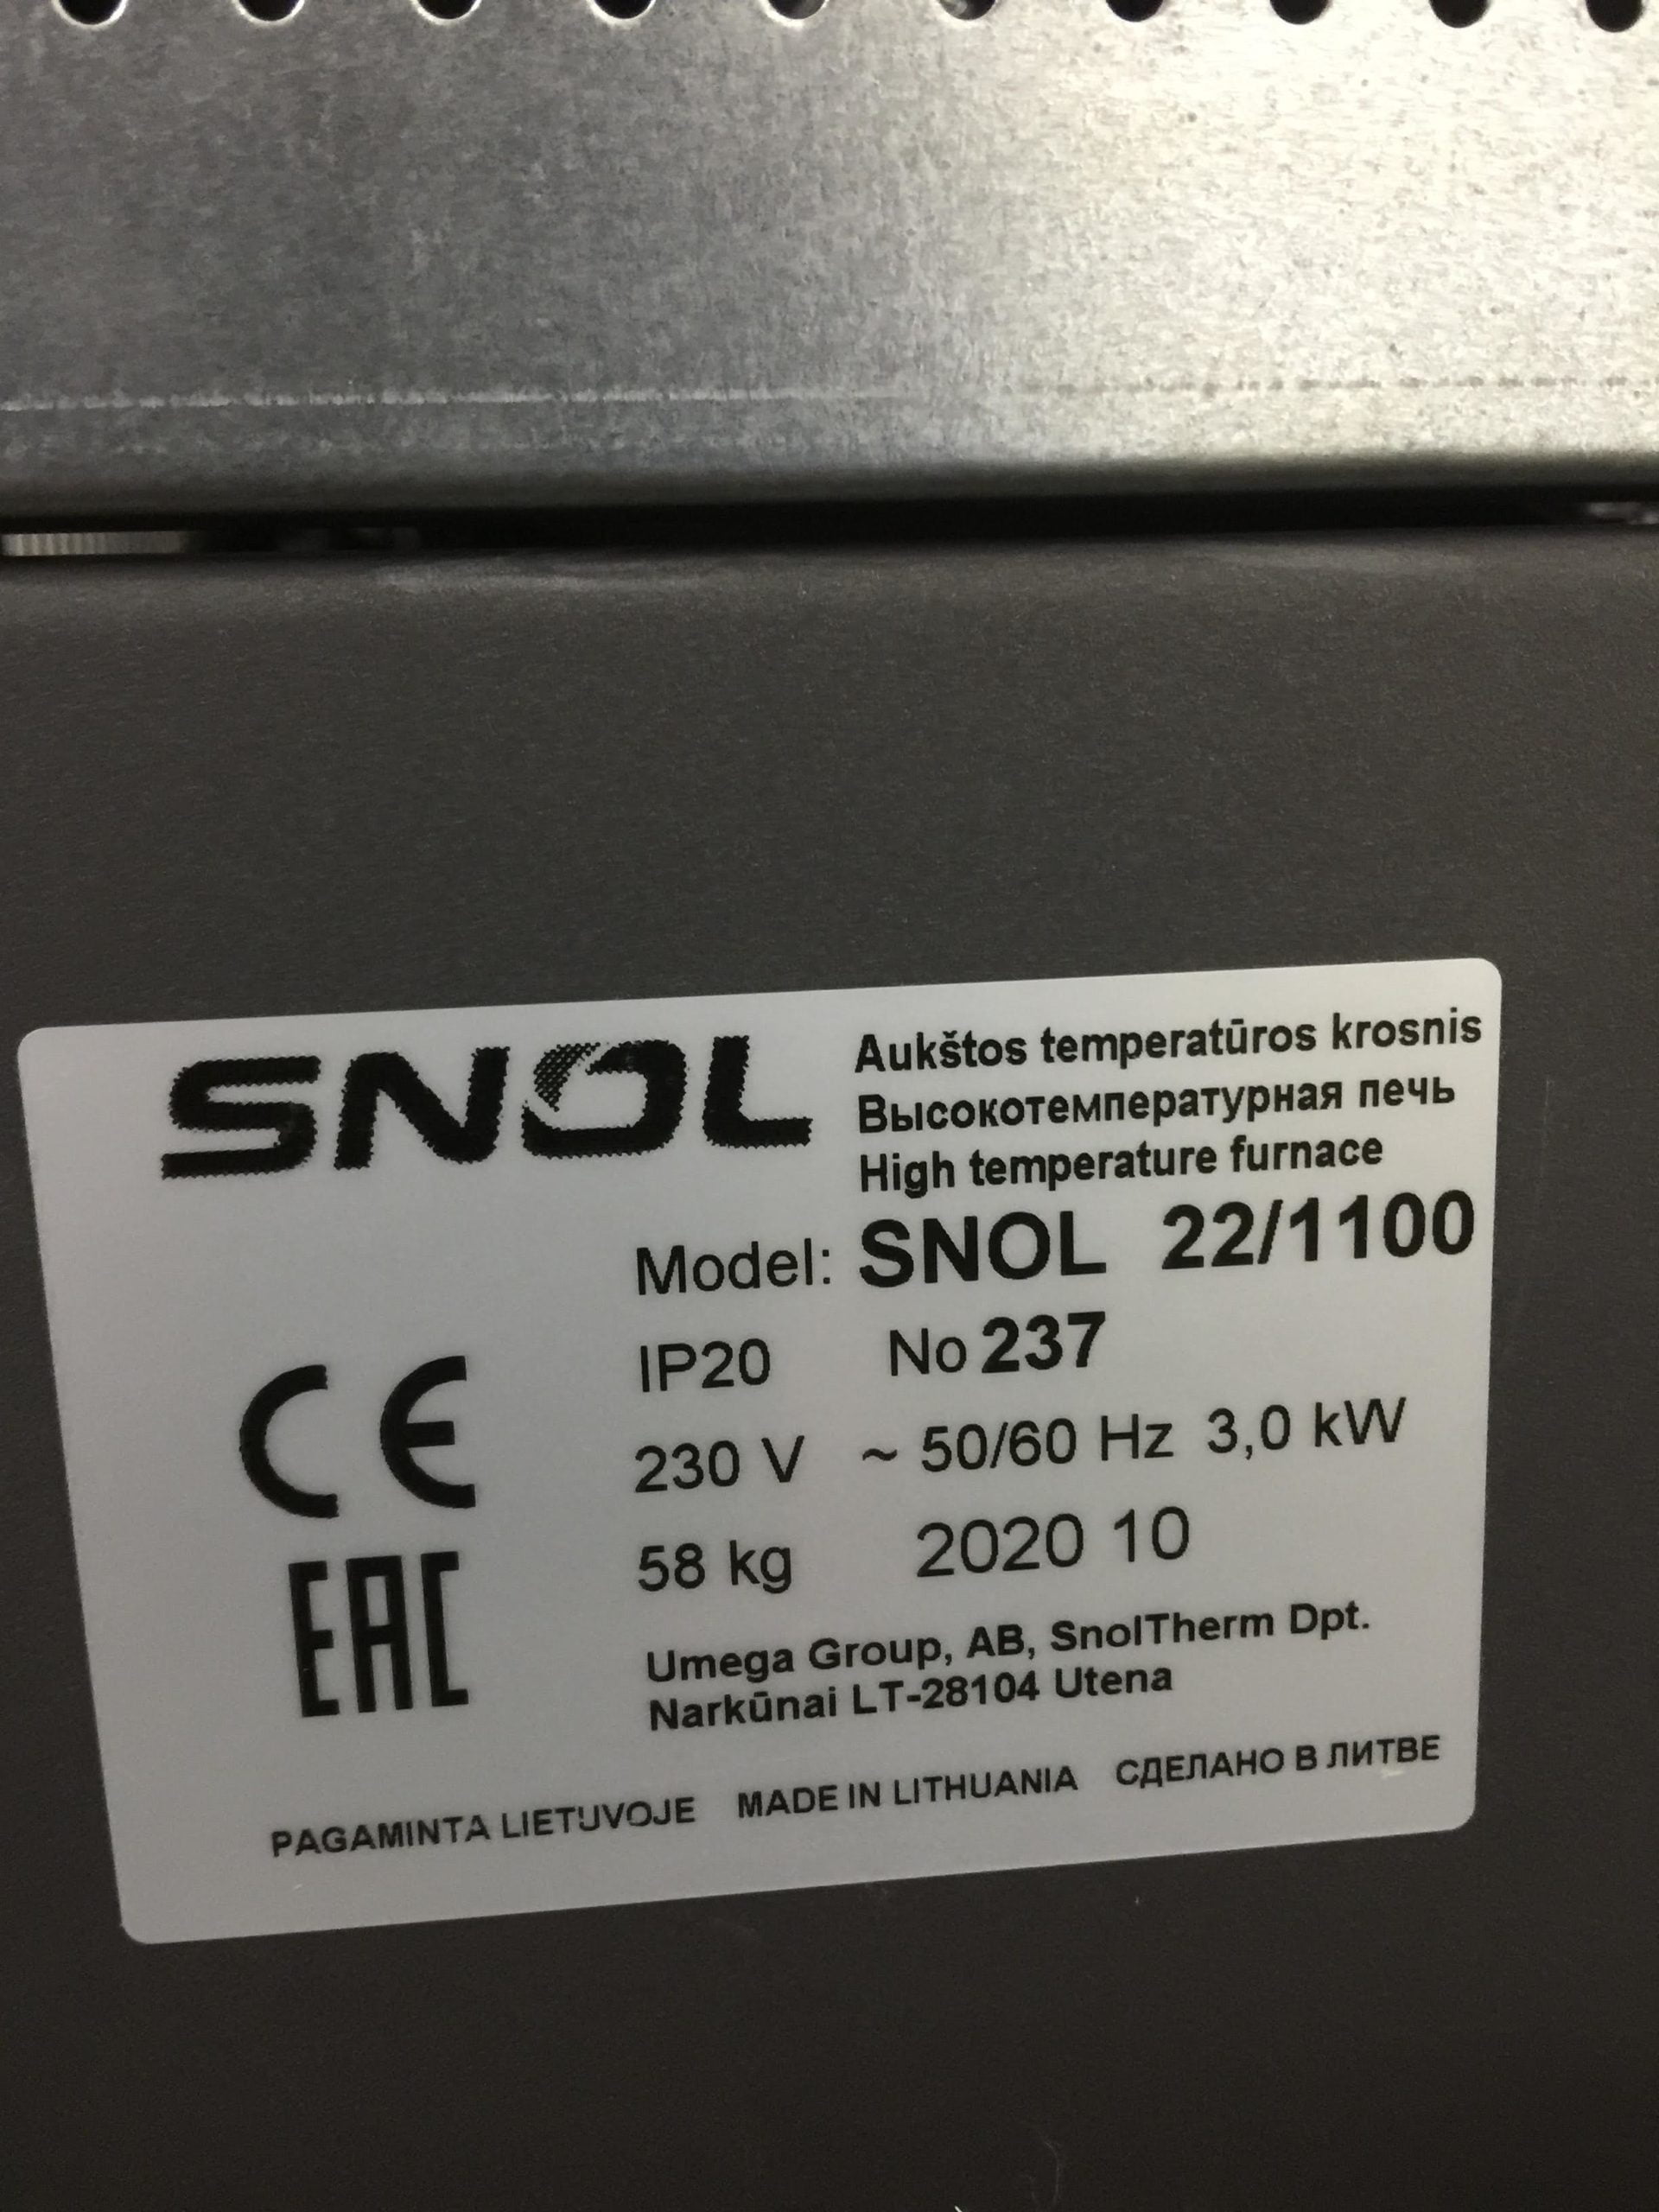 SNOL
Aukštos temperatūros krosnis
Высокотемпературная печь
High temperature furnace
Model: SNOL 22/1100
IP20 No 237
230 V ~ 50/60 Hz 3,0 kW
58 kg 2020 10
CE
EAC
Umega Group, AB, SnolTherm Dpt.
Narkūnai LT-28104 Utena
PAGAMINTA LIETUVOJE MADE IN LITHUANIA СДЕЛАНО В ЛИТВЕ